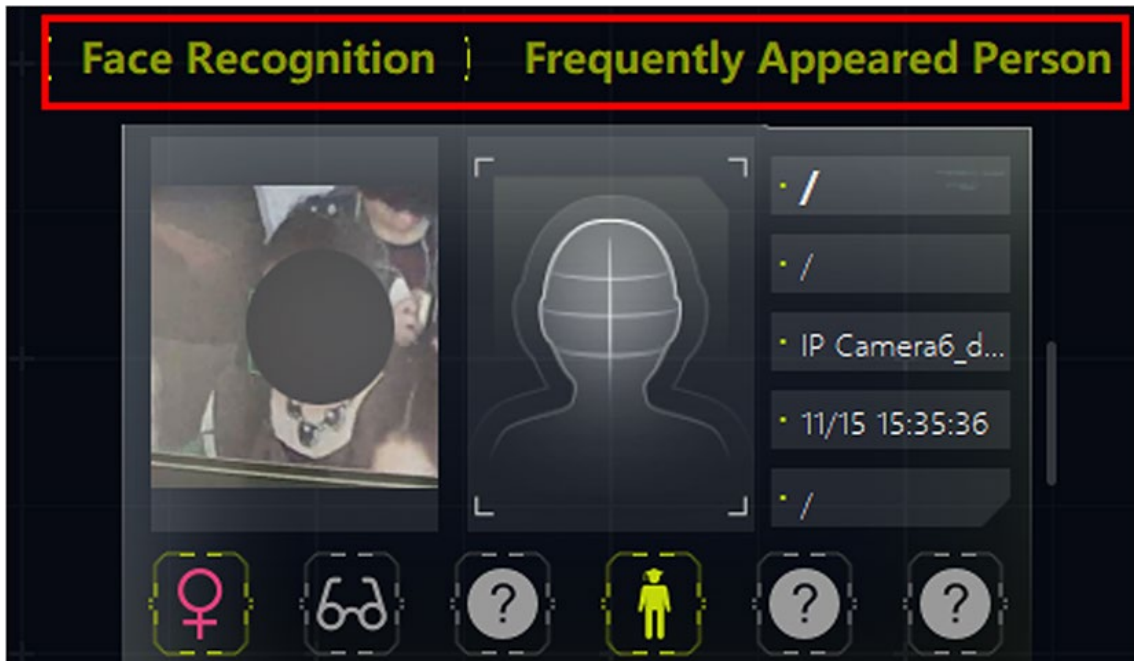 Face Recognition
Frequently Appeared Person
/
/
IP Camera6_d...
11/15 15:35:36
/
? ? ?